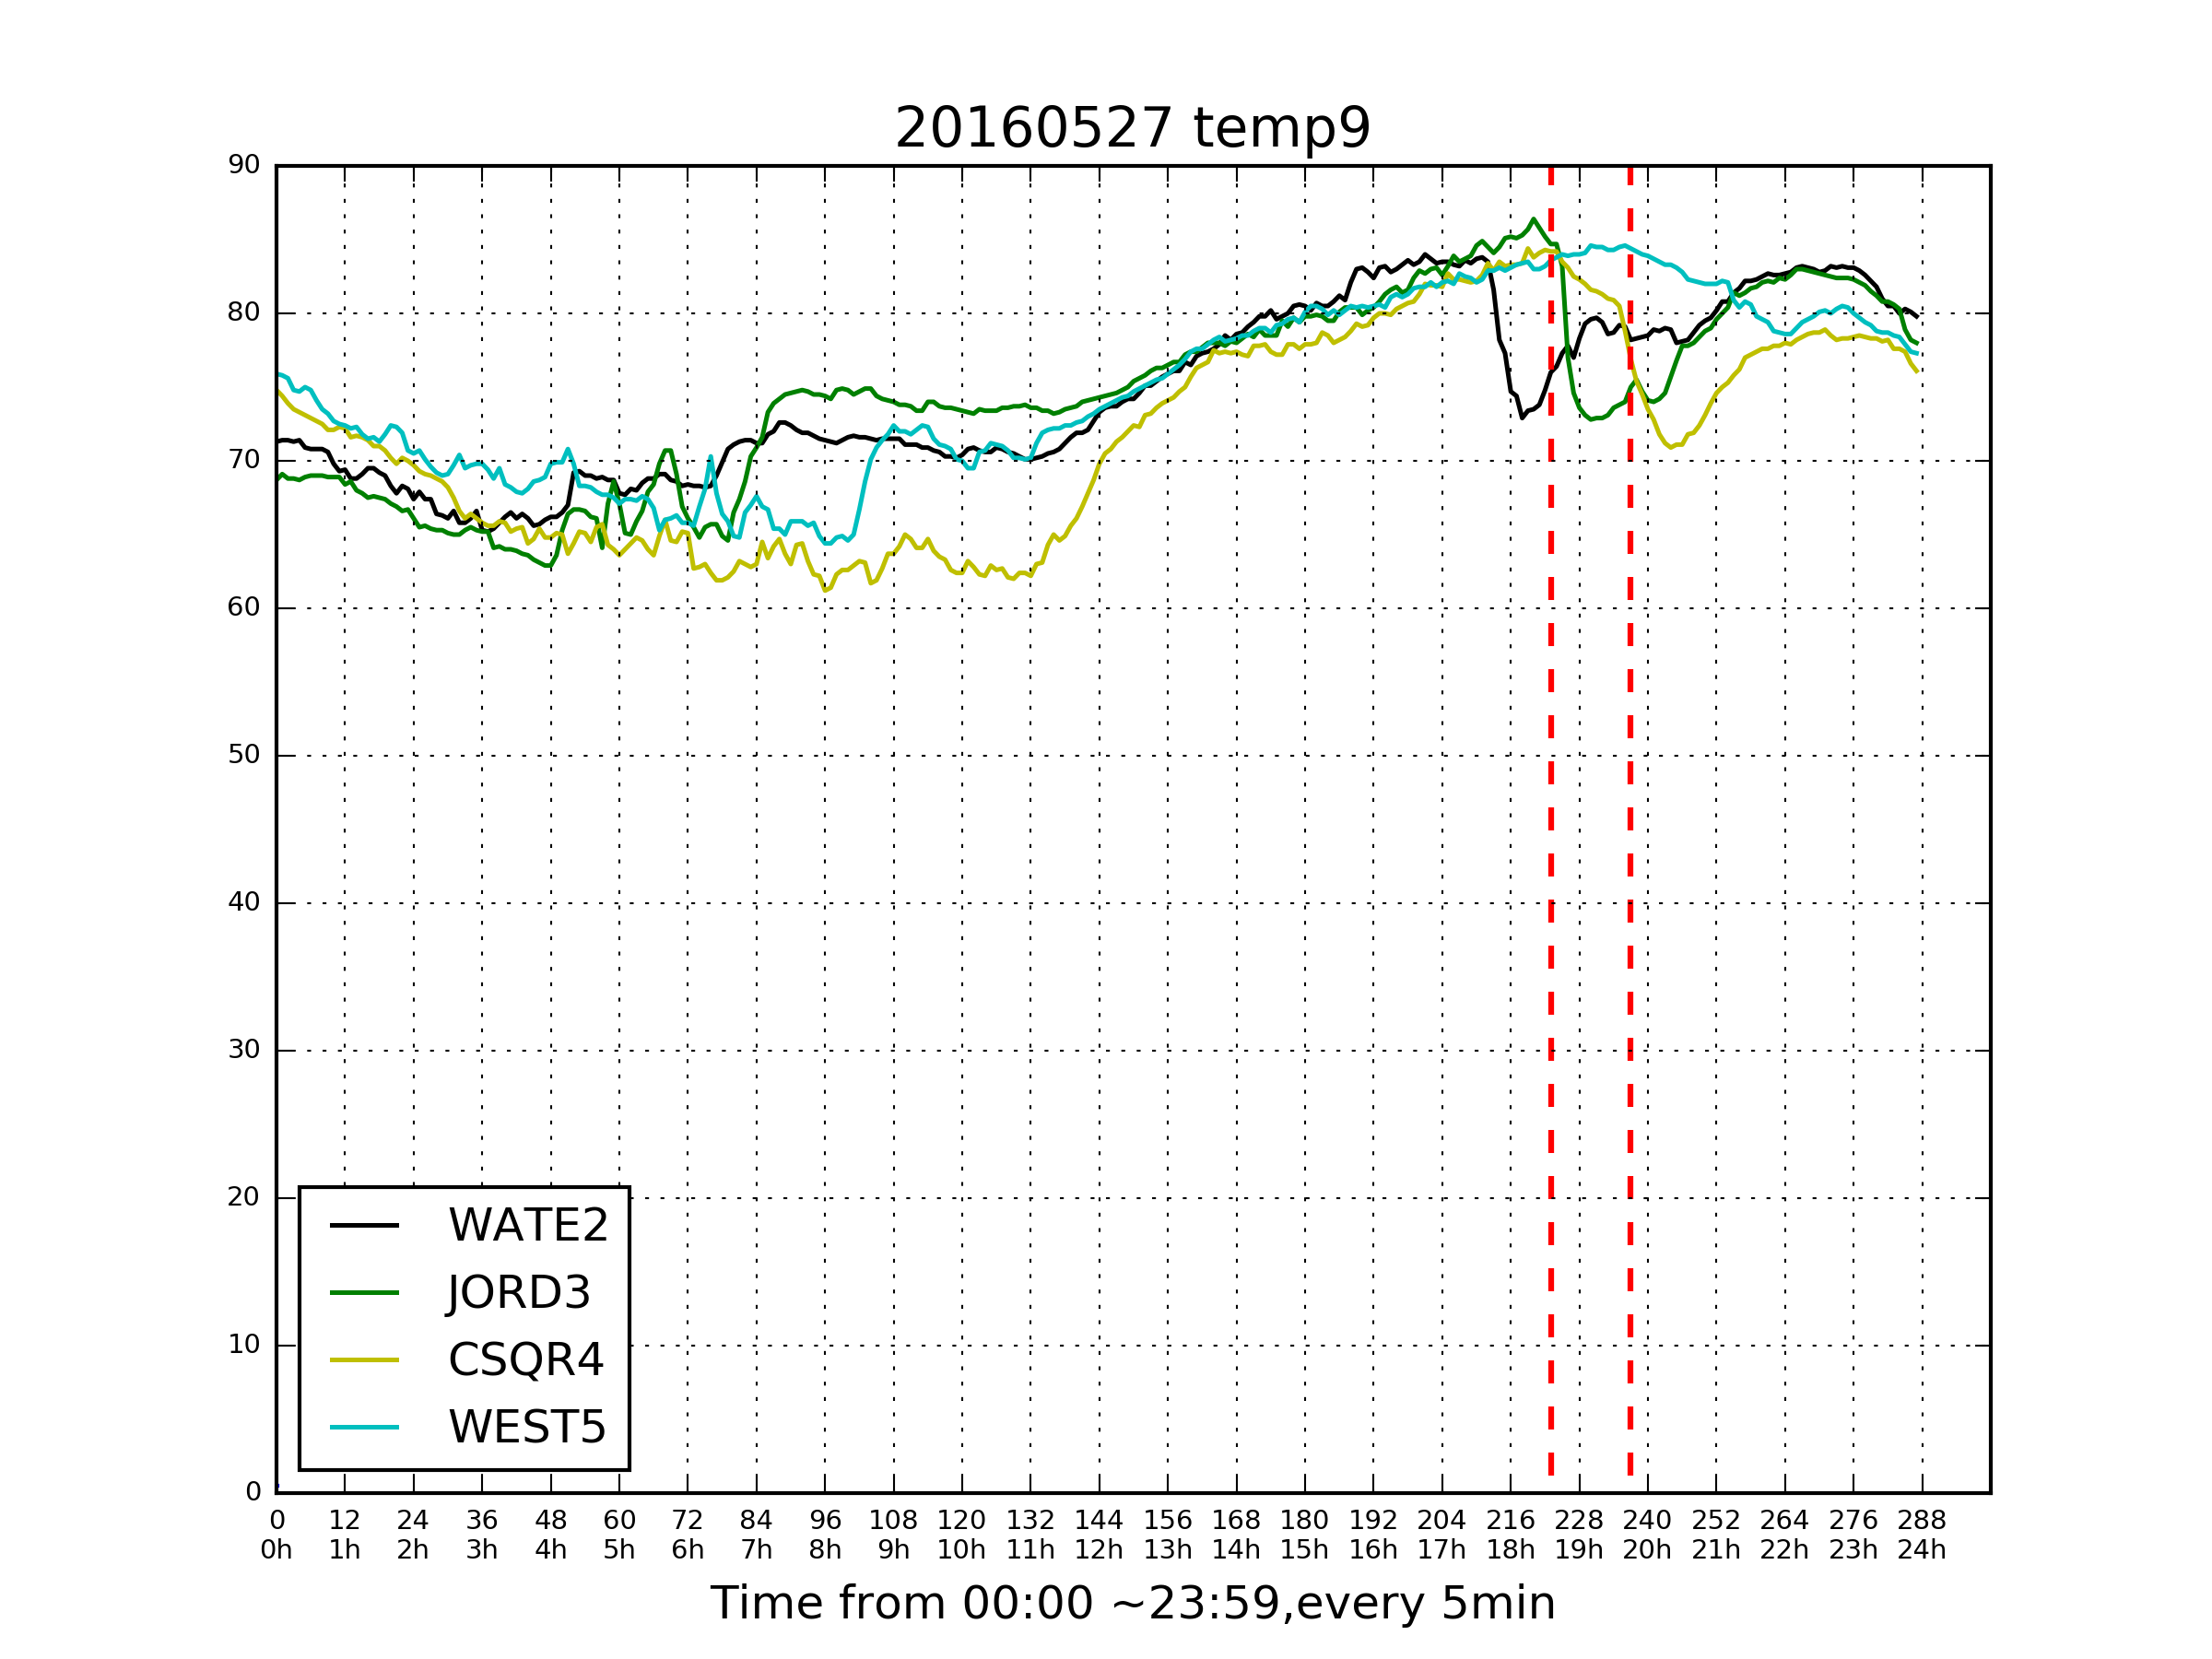 20160527 temp9
90
80
70
60
50
40
30
20
10
0
WATE2
JORD3
CSQR4
WEST5
0 12 24 36 48 60 72 84 96 108 120 132 144 156 168 180 192 204 216 228 240 252 264 276 288
0h 1h 2h 3h 4h 5h 6h 7h 8h 9h 10h 11h 12h 13h 14h 15h 16h 17h 18h 19h 20h 21h 22h 23h 24h
Time from 00:00 ~23:59,every 5min